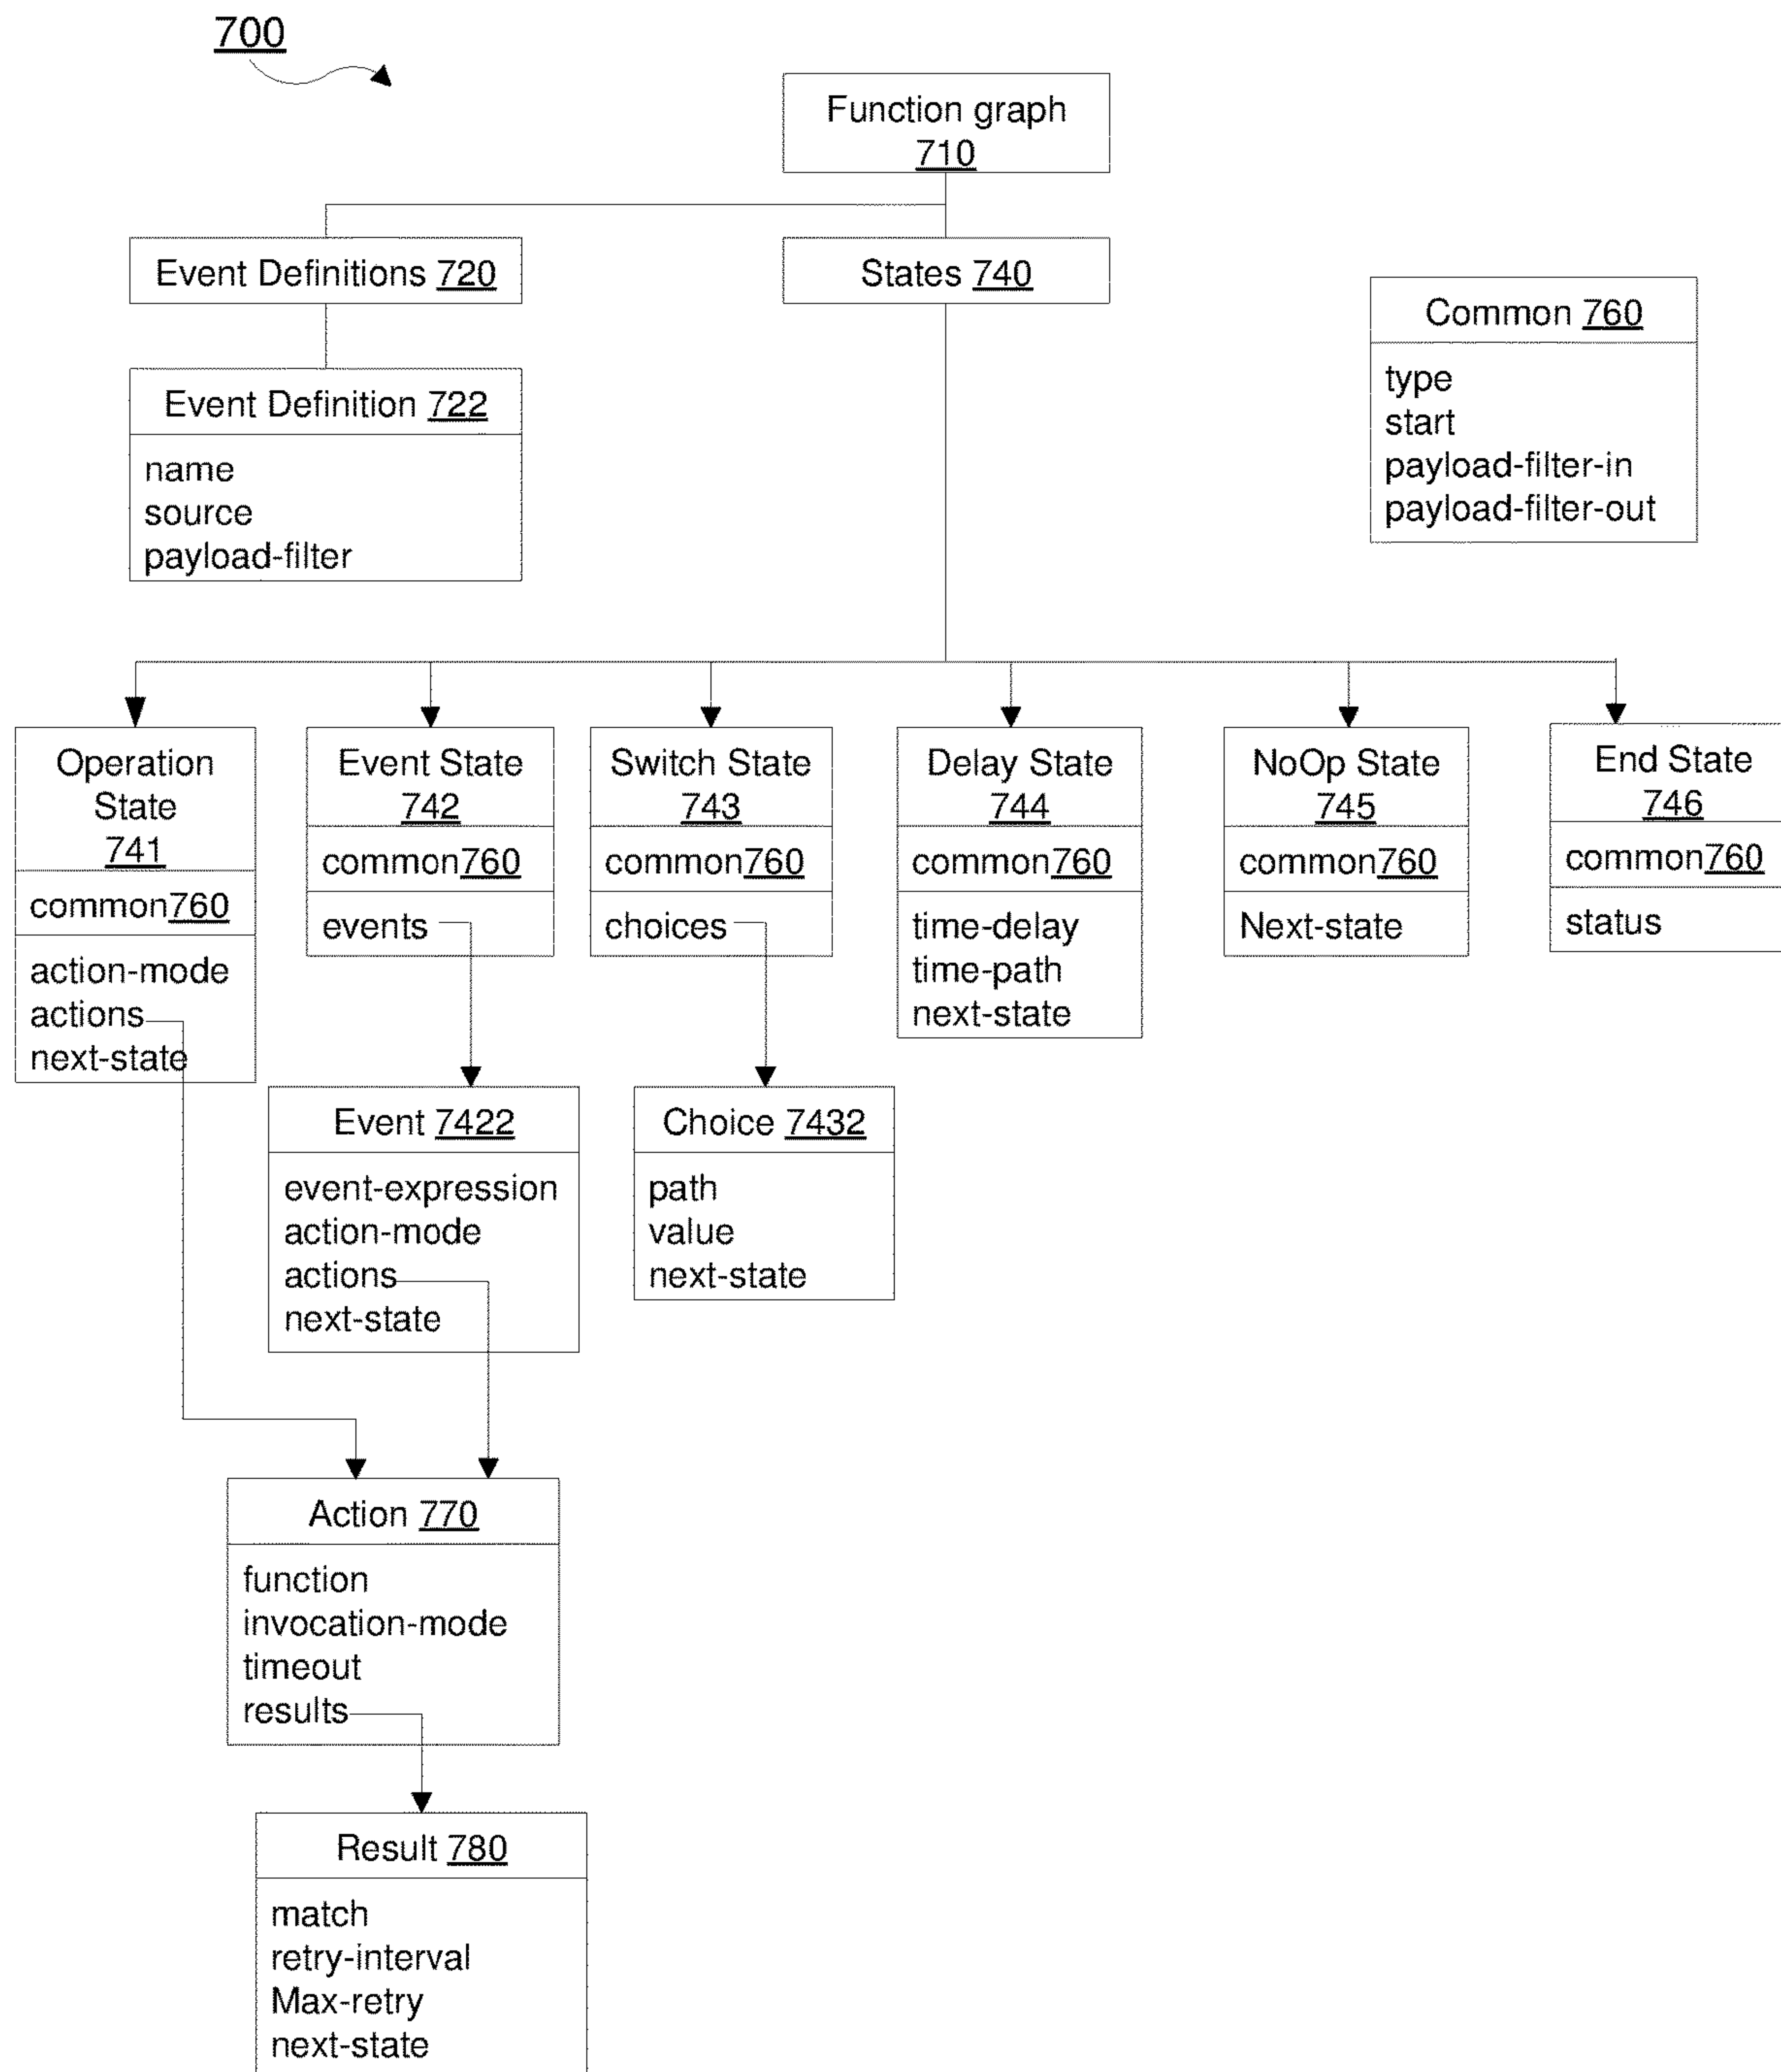 700
Function graph
710
Event Definitions 720
States 740
Common 760
type
start
payload-filter-in
payload-filter-out
Event Definition 722
name
source
payload-filter
Operation
State
741
common760
action-mode
actions
next-state
Event State
742
common760
events
Switch State
743
common760
choices
Delay State
744
common760
time-delay
time-path
next-state
NoOp State
745
common760
Next-state
End State
746
common760
status
Event 7422
event-expression
action-mode
actions
next-state
Choice 7432
path
value
next-state
Action 770
function
invocation-mode
timeout
results
Result 780
match
retry-interval
Max-retry
next-state